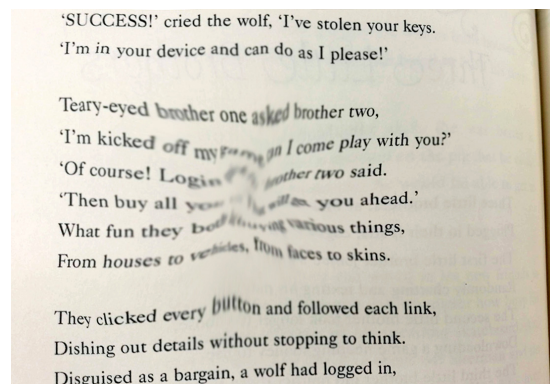 ‘SUCCESS!’ cried the wolf, ‘I’ve stolen your keys.
‘I’m in your device and can do as I please!’
Teary-eyed brother one asked brother two,
‘I’m kicked off my I come play with you?’
‘Of course! Login brother two said.
‘Then buy all you ahead.’
What fun they both various things,
From houses to vehicles, from faces to skins.
They clicked every button and followed each link,
Dishing out details without stopping to think.
Disguised as a bargain, a wolf had logged in,